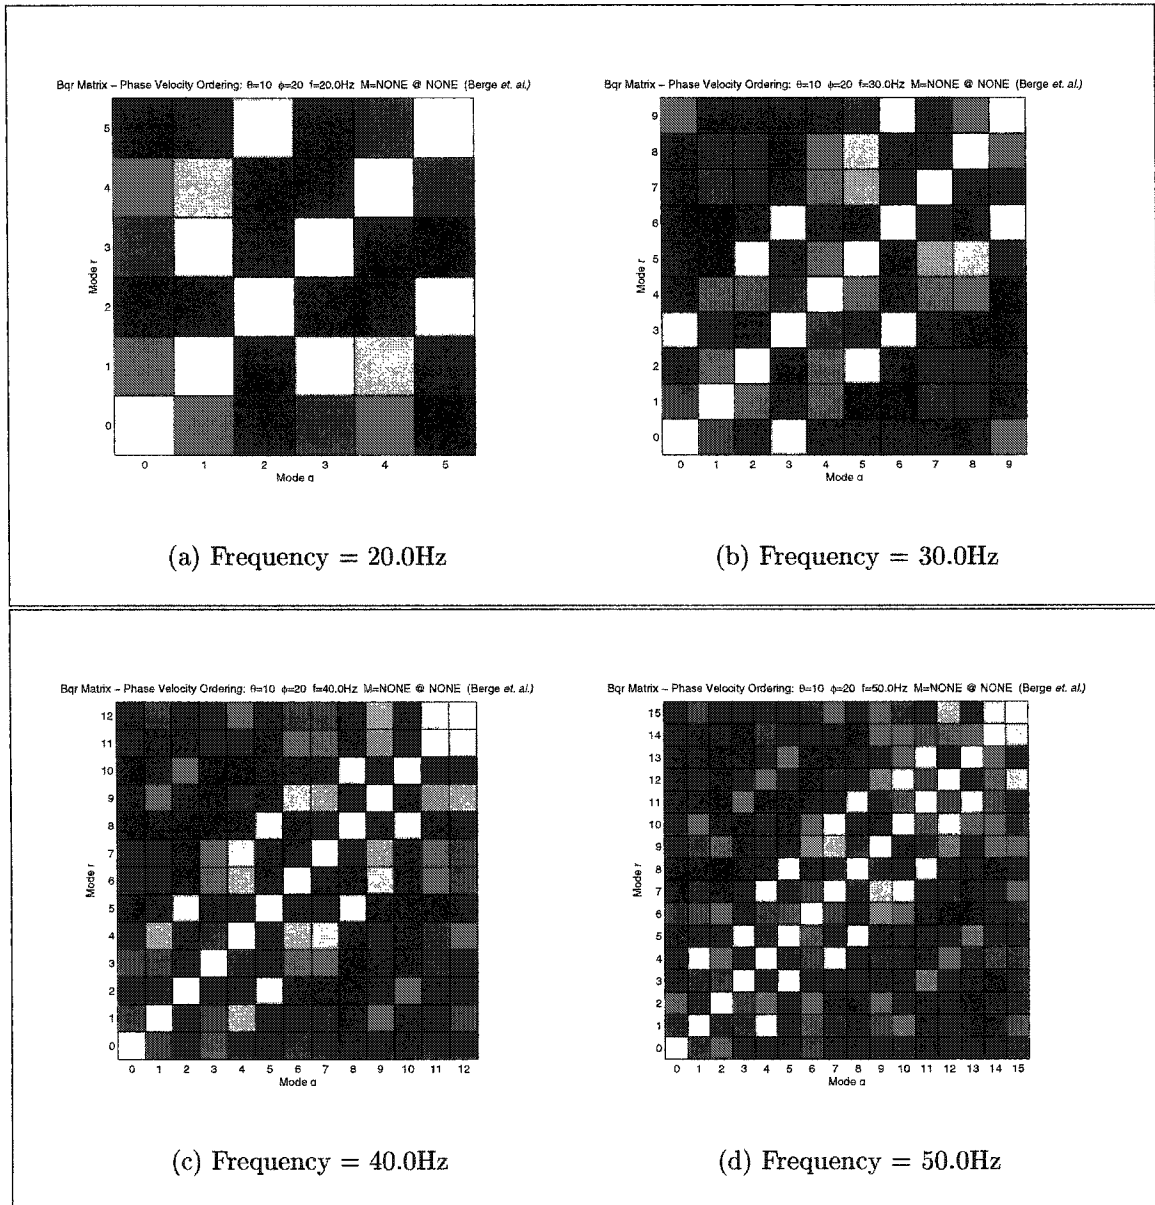 Bqr Matrix – Phase Velocity Ordering: θ=10 φ=20 f=20.0Hz M=NONE @ NONE (Berge et. al.)
5
4
3
2
1
0
Mode r
0 1 2 3 4 5
Mode q
(a) Frequency = 20.0Hz
Bqr Matrix – Phase Velocity Ordering: θ=10 φ=20 f=30.0Hz M=NONE @ NONE (Berge et. al.)
9
8
7
6
5
4
3
2
1
0
Mode r
0 1 2 3 4 5 6 7 8 9
Mode q
(b) Frequency = 30.0Hz
Bqr Matrix – Phase Velocity Ordering: θ=10 φ=20 f=40.0Hz M=NONE @ NONE (Berge et. al.)
12
11
10
9
8
7
6
5
4
3
2
1
0
Mode r
0 1 2 3 4 5 6 7 8 9 10 11 12
Mode q
(c) Frequency = 40.0Hz
Bqr Matrix – Phase Velocity Ordering: θ=10 φ=20 f=50.0Hz M=NONE @ NONE (Berge et. al.)
15
14
13
12
11
10
9
8
7
6
5
4
3
2
1
0
Mode r
0 1 2 3 4 5 6 7 8 9 10 11 12 13 14 15
Mode q
(d) Frequency = 50.0Hz